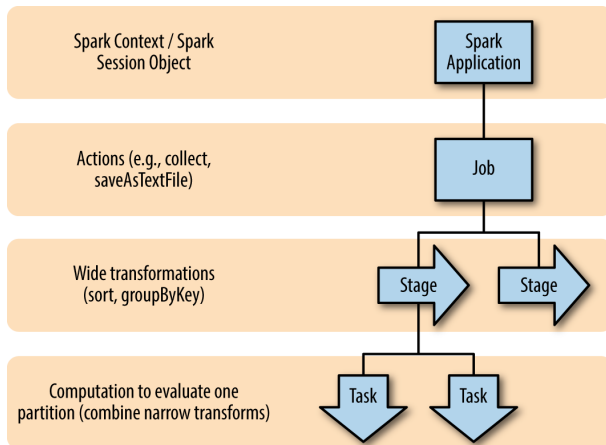 Spark Context / Spark
Session Object
Spark
Application
Actions (e.g., collect,
saveAsTextFile)
Job
Wide transformations
(sort, groupByKey)
Stage
Stage
Computation to evaluate one
partition (combine narrow transforms)
Task
Task